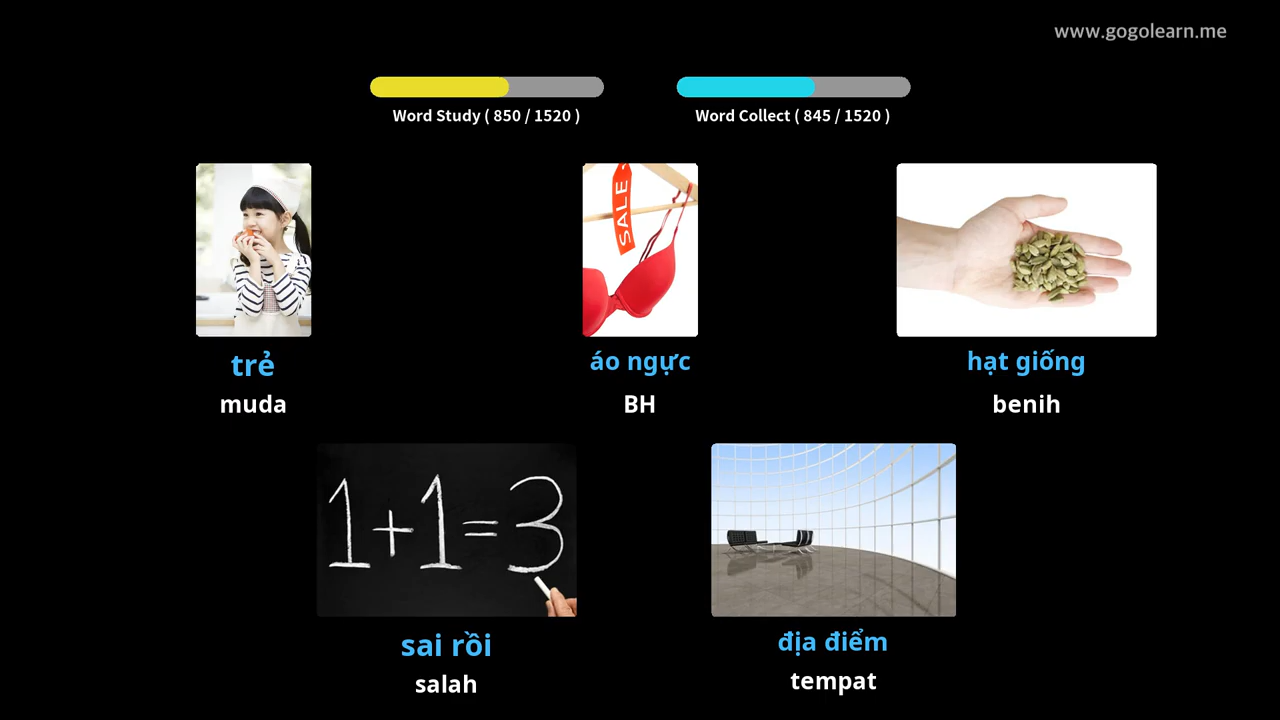 www.gogolearn.me
Word Study ( 850 / 1520 )
Word Collect ( 845 / 1520 )
SALE
trẻ
muda
áo ngực
BH
hạt giống
benih
1+1=3
sai rồi
salah
địa điểm
tempat